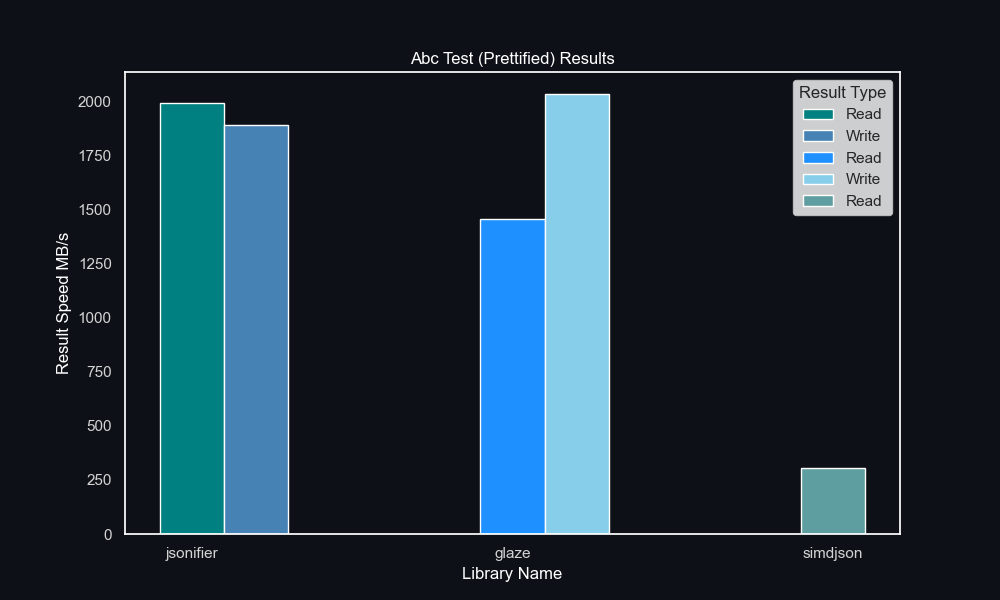 Abc Test (Prettified) Results
Result Type
Read
Write
Read
Write
Read
Result Speed MB/s
2000
1750
1500
1250
1000
750
500
250
0
jsonifier
glaze
simdjson
Library Name